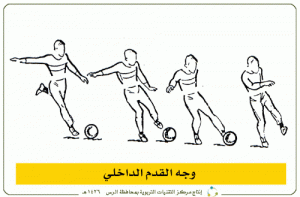 وجه القدم الداخلي
إنتاج مركز التقنيات التربوية بمحافظة الرس ١٤٢٦هـ